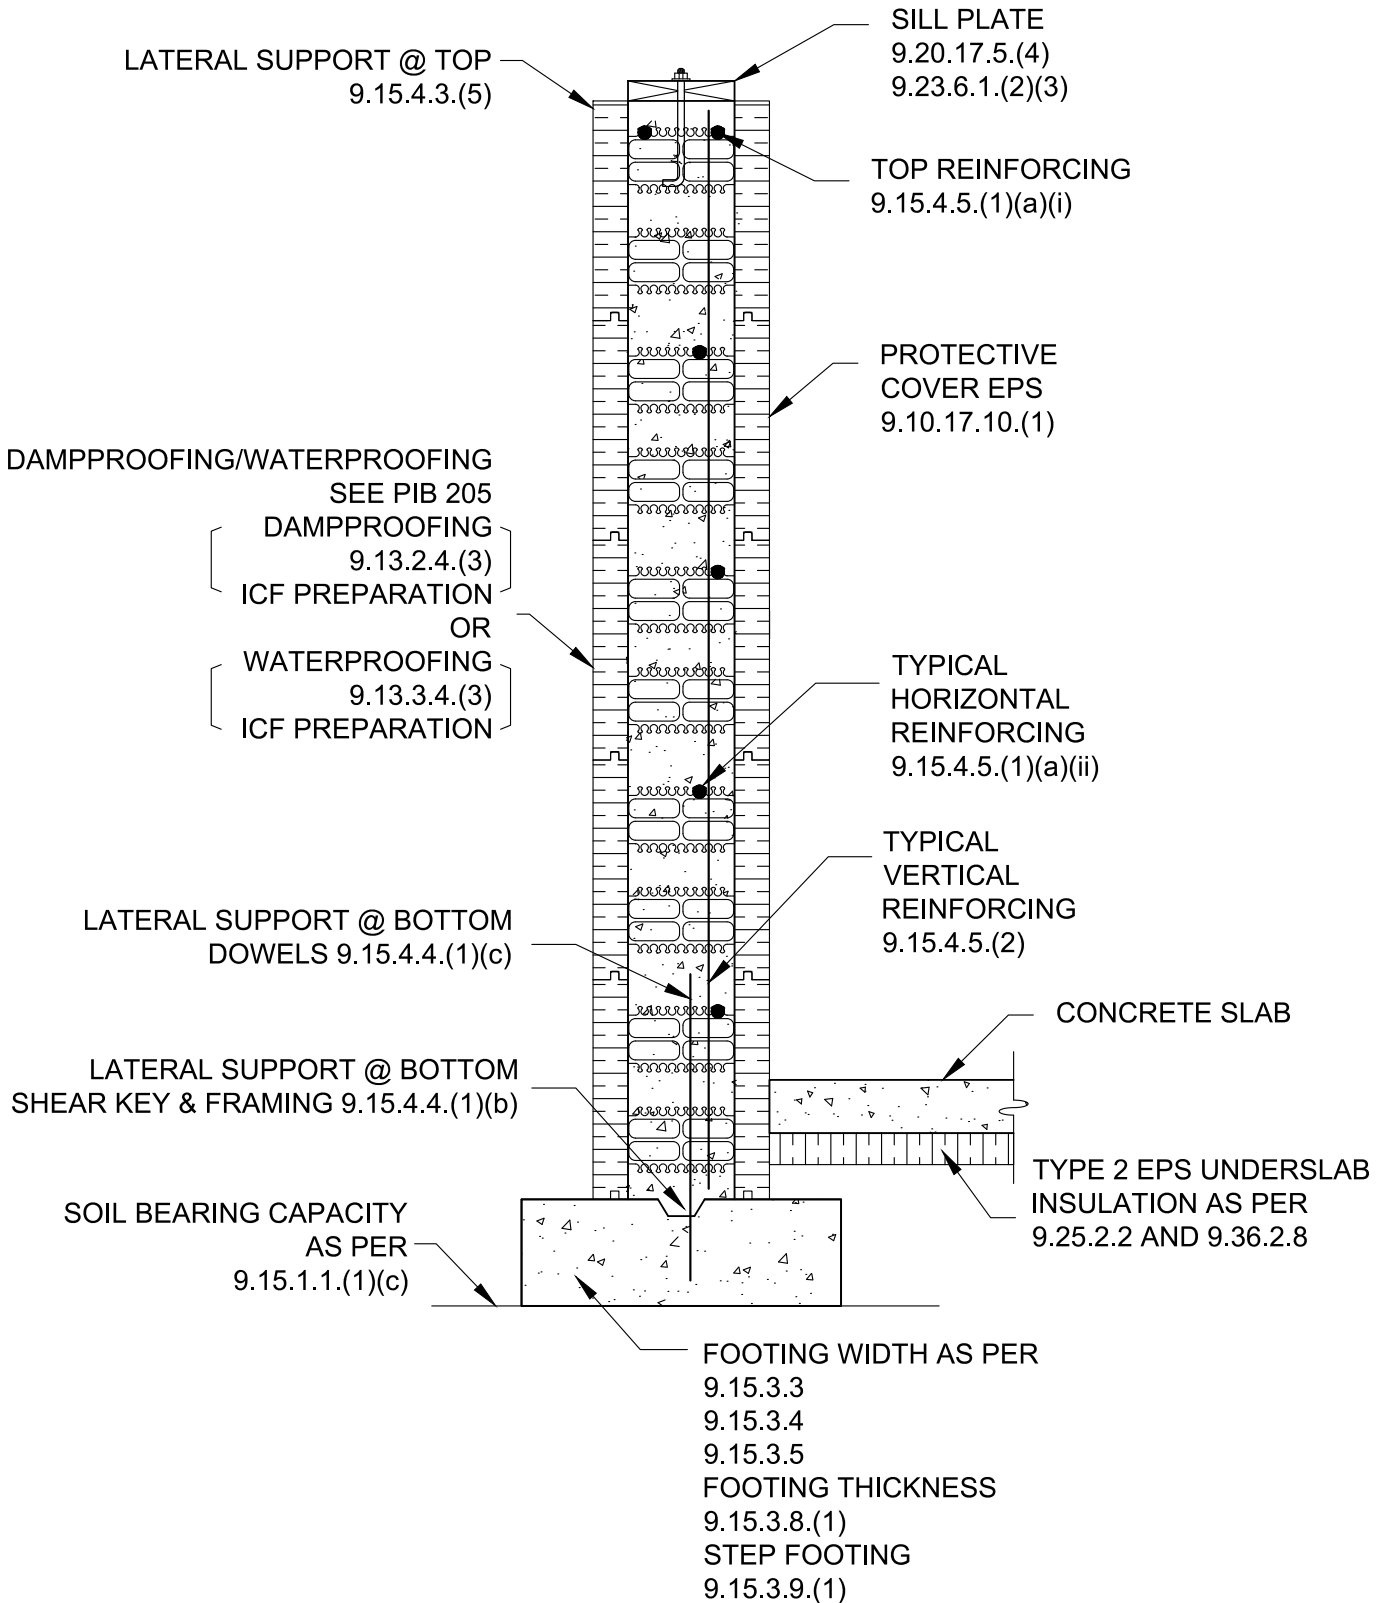 SILL PLATE
9.20.17.5.(4)
9.23.6.1.(2)(3)
LATERAL SUPPORT @ TOP
9.15.4.3.(5)
TOP REINFORCING
9.15.4.5.(1)(a)(i)
PROTECTIVE
COVER EPS
9.10.17.10.(1)
DAMPPROOFING/WATERPROOFING
SEE PIB 205
DAMPPROOFING
9.13.2.4.(3)
ICF PREPARATION
OR
WATERPROOFING
9.13.3.4.(3)
ICF PREPARATION
TYPICAL
HORIZONTAL
REINFORCING
9.15.4.5.(1)(a)(ii)
TYPICAL
VERTICAL
REINFORCING
9.15.4.5.(2)
LATERAL SUPPORT @ BOTTOM
DOWELS 9.15.4.4.(1)(c)
CONCRETE SLAB
LATERAL SUPPORT @ BOTTOM
SHEAR KEY & FRAMING 9.15.4.4.(1)(b)
TYPE 2 EPS UNDERSLAB
INSULATION AS PER
9.25.2.2 AND 9.36.2.8
SOIL BEARING CAPACITY
AS PER
9.15.1.1.(1)(c)
FOOTING WIDTH AS PER
9.15.3.3
9.15.3.4
9.15.3.5
FOOTING THICKNESS
9.15.3.8.(1)
STEP FOOTING
9.15.3.9.(1)